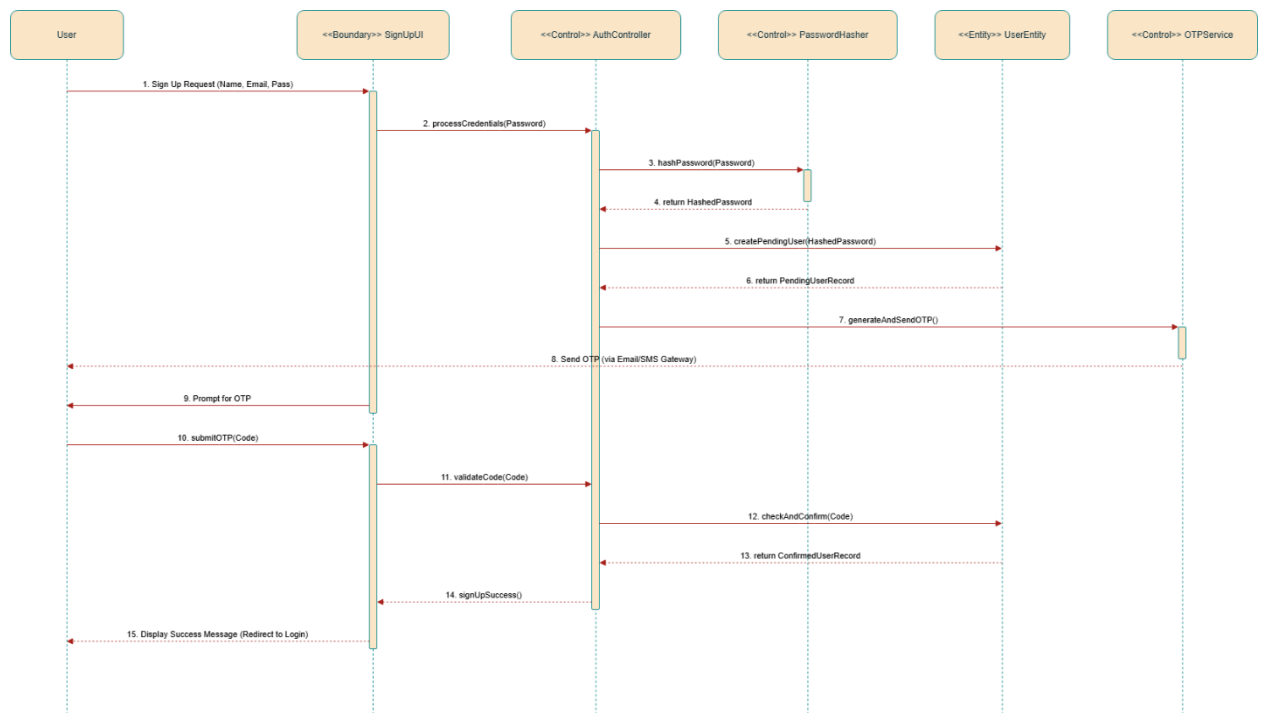 User
<<Boundary>> SignUpUI
<<Control>> AuthController
<<Control>> PasswordHasher
<<Entity>> UserEntity
<<Control>> OTPService
1. Sign Up Request (Name, Email, Pass)
2. processCredentials(Password)
3. hashPassword(Password)
4. return HashedPassword
5. createPendingUser(HashedPassword)
6. return PendingUserRecord
7. generateAndSendOTP()
8. Send OTP (via Email/SMS Gateway)
9. Prompt for OTP
10. submitOTP(Code)
11. validateCode(Code)
12. checkAndConfirm(Code)
13. return ConfirmedUserRecord
14. signUpSuccess()
15. Display Success Message (Redirect to Login)